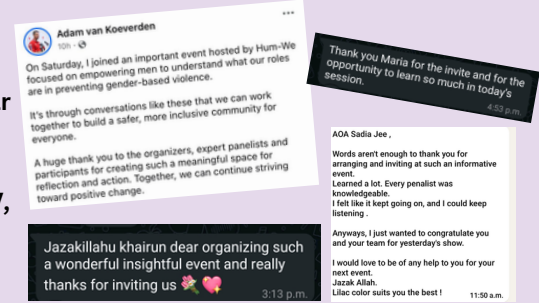 Adam van Koeverden
10h
On Saturday, I joined an important event hosted by Hum-We
focused on empowering men to understand what our roles
are in preventing gender-based violence.
It's through conversations like these that we can work
together to build a safer, more inclusive community for
everyone.
A huge thank you to the organizers, expert panelists and
participants for creating such a meaningful space for
reflection and action. Together, we can continue striving
toward positive change.
Thank you Maria for the invite and for the
opportunity to learn so much in today's
session.
4:53 p.m.
AOA Sadia Jee ,
Words aren't enough to thank you for
arranging and inviting at such an informative
event.
Learned a lot. Every penalist was
knowledgeable.
I felt like it kept going on, and I could keep
listening .
Anyways, I just wanted to congratulate you
and your team for yesterday's show.
I would love to be of any help to you for your
next event.
Jazak Allah.
Lilac color suits you the best !
11:50 a.m.
Jazakillahu khairun dear organizing such
a wonderful insightful event and really
thanks for inviting us 💐💖
3:13 p.m.